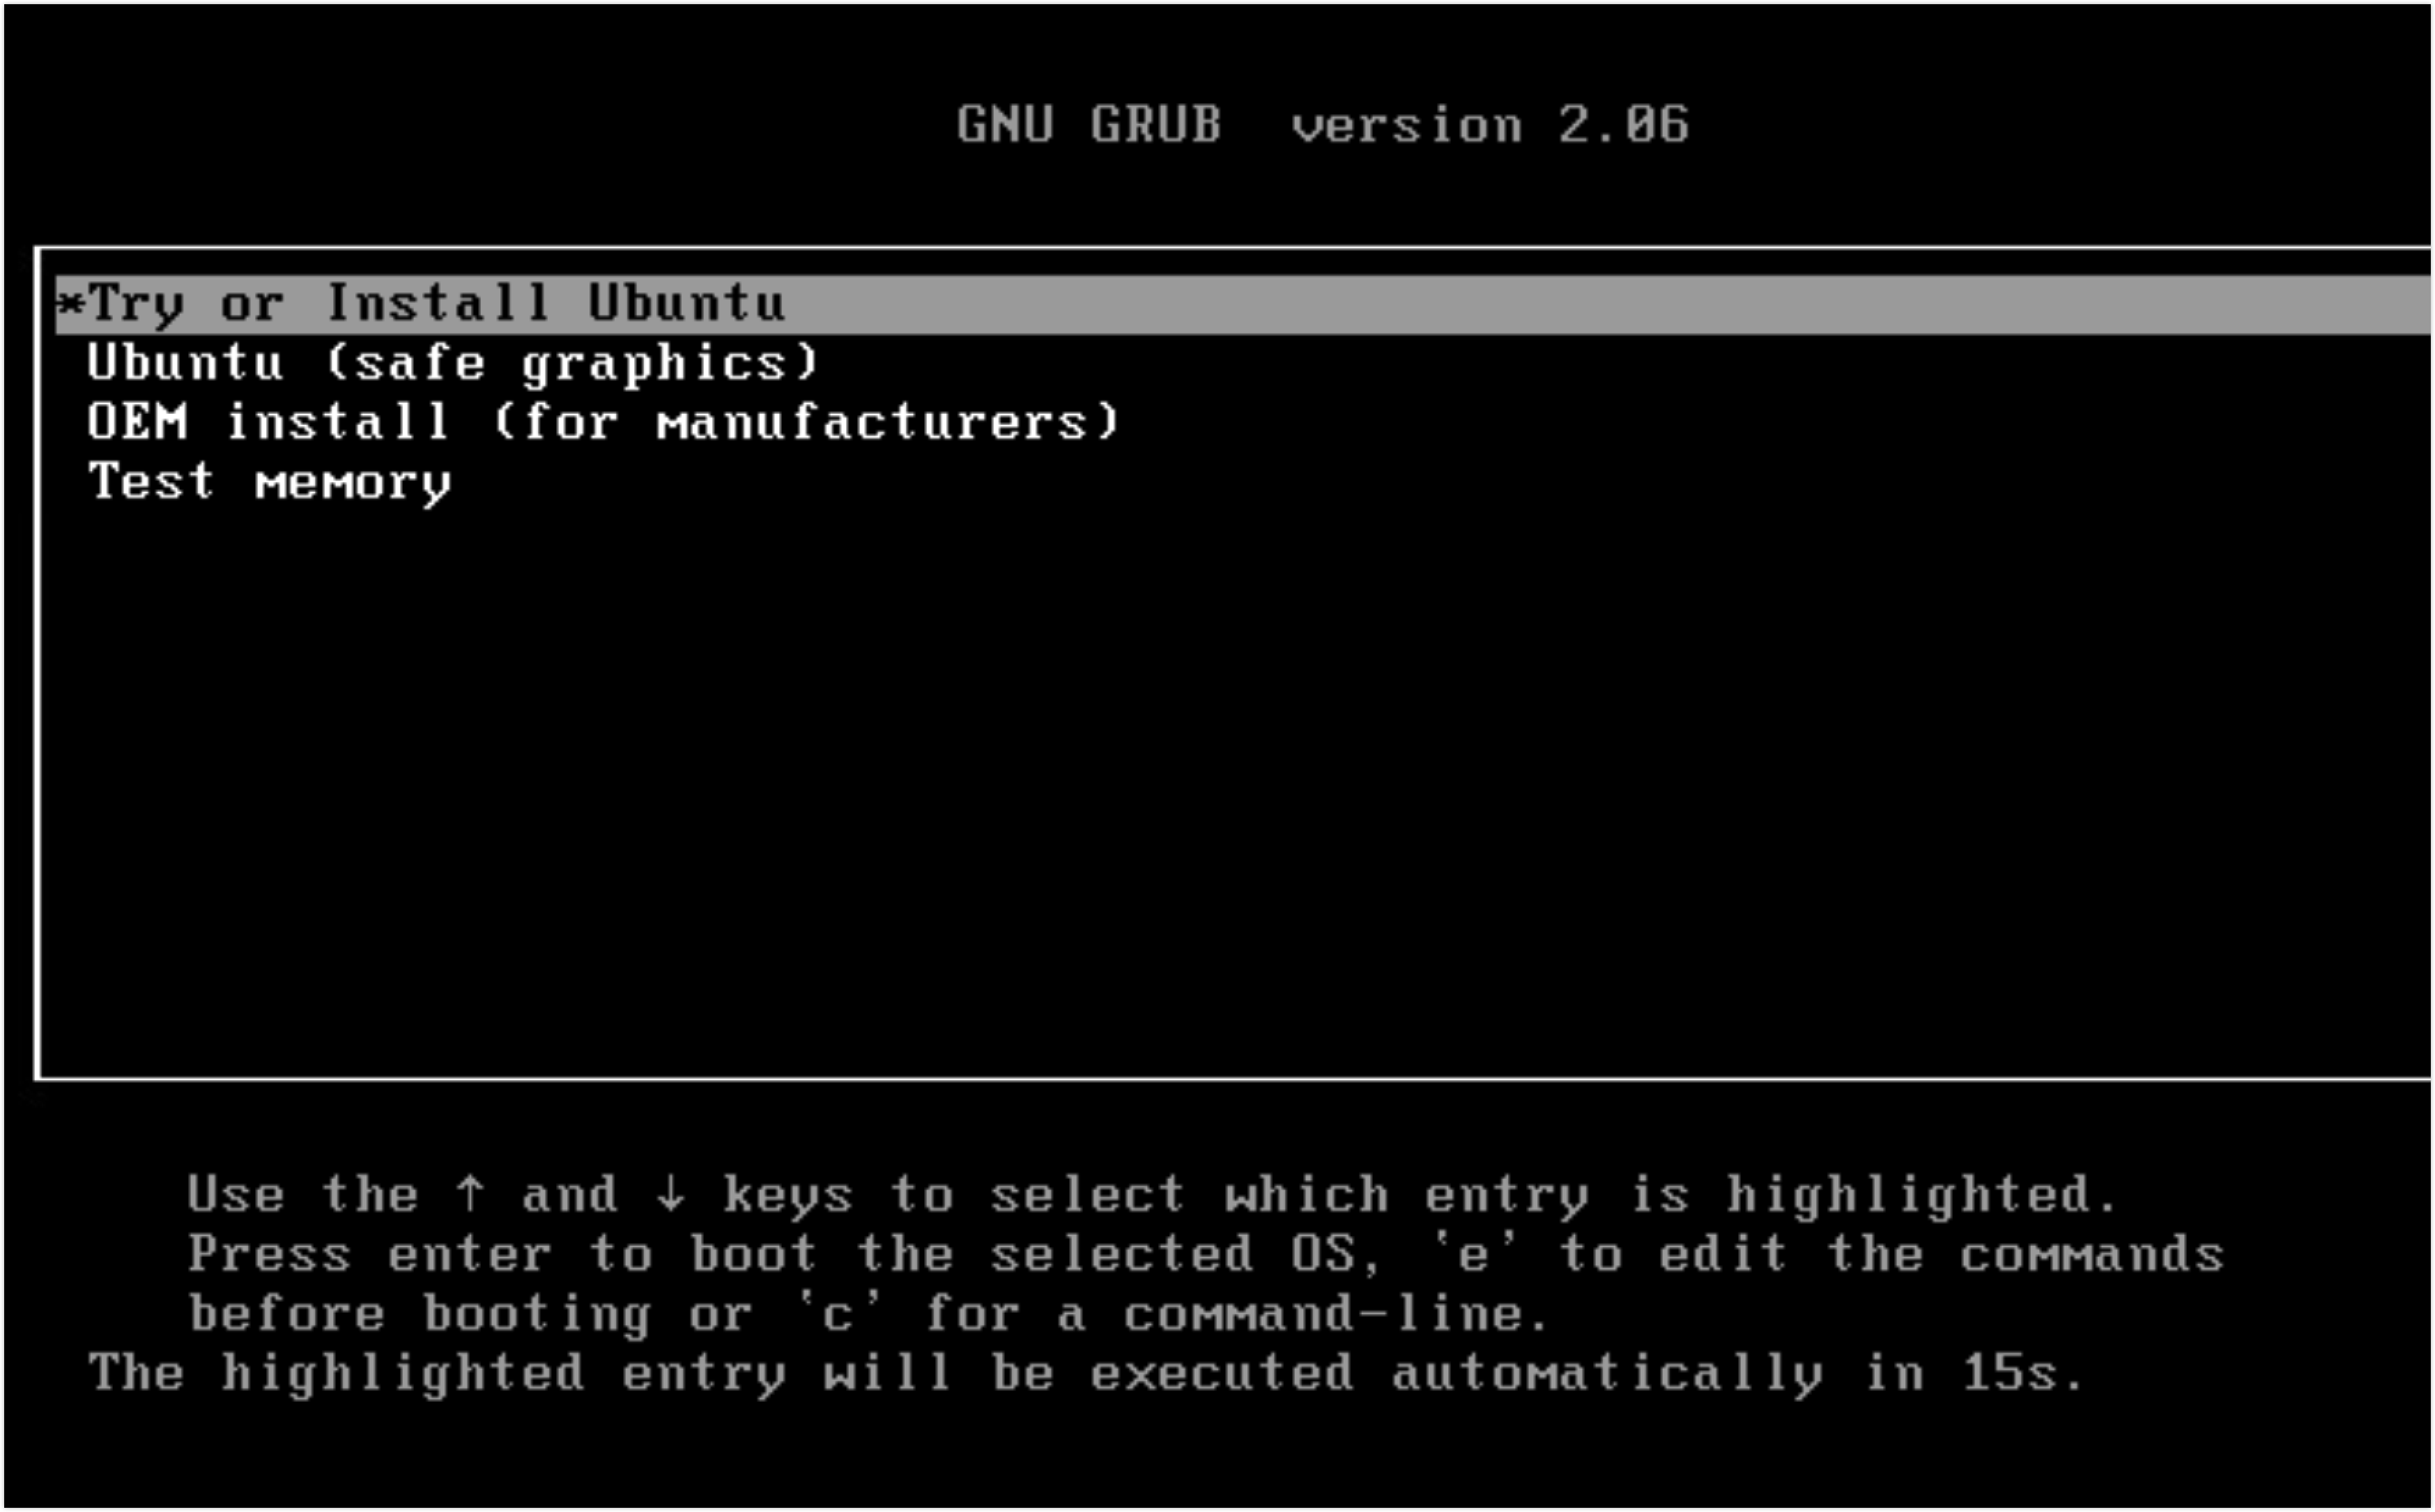 GNU GRUB  version 2.06
*Try or Install Ubuntu
Ubuntu (safe graphics)
OEM install (for manufacturers)
Test memory
Use the ↑ and ↓ keys to select which entry is highlighted.
Press enter to boot the selected OS, 'e' to edit the commands
before booting or 'c' for a command-line.
The highlighted entry will be executed automatically in 15s.